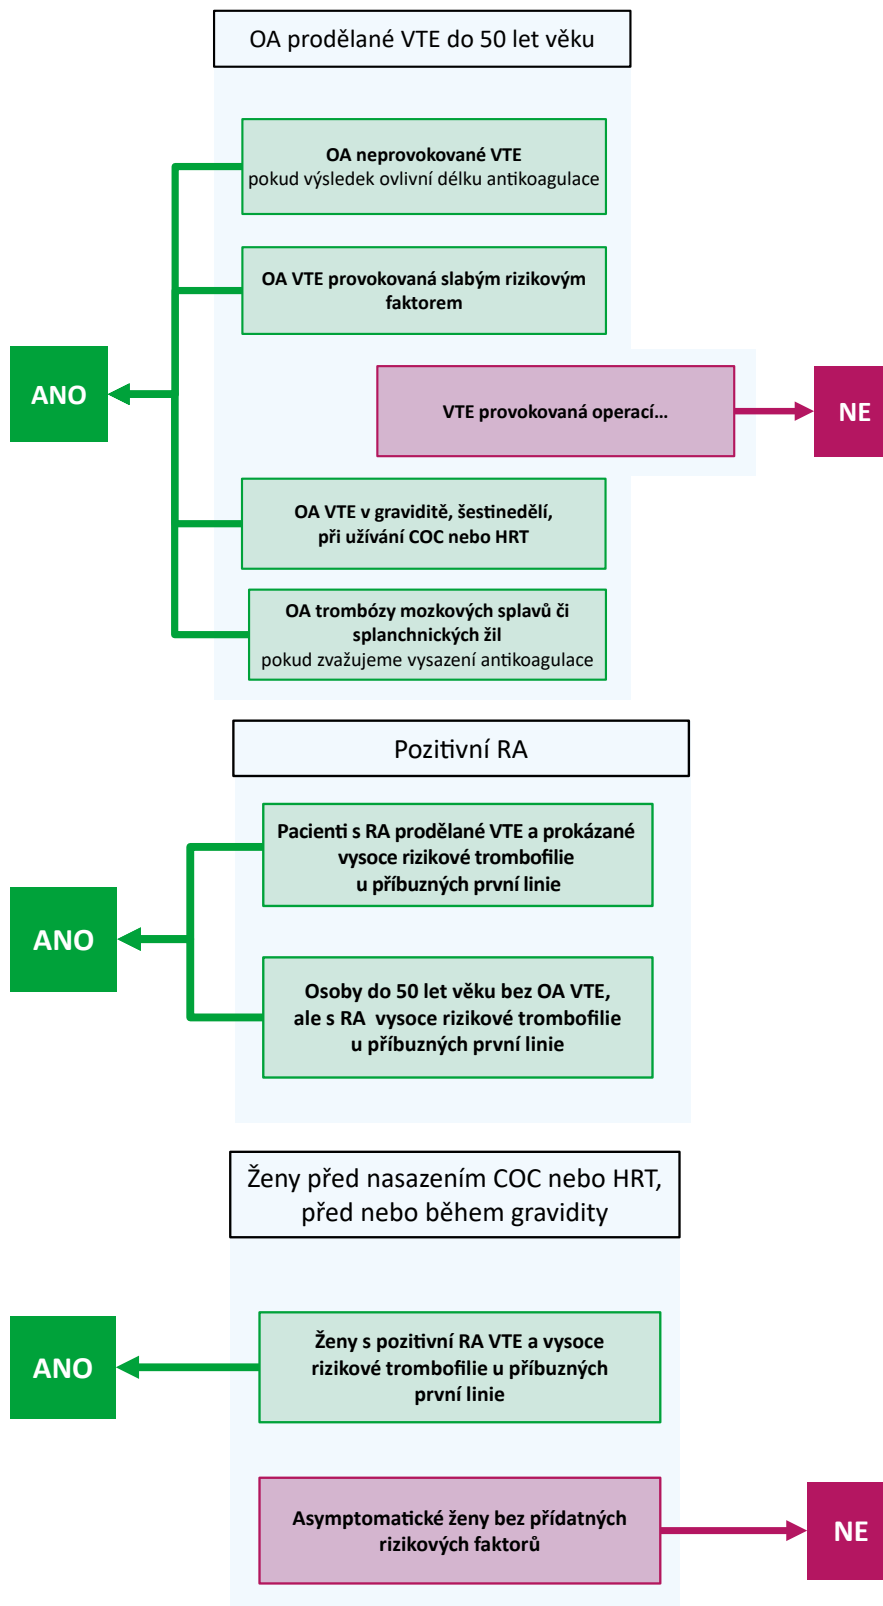 OA prodělané VTE do 50 let věku
OA neprovokované VTE
pokud výsledek ovlivní délku antikoagulace
OA VTE provokovaná slabým rizikovým
faktorem
ANO
VTE provokovaná operací...
NE
OA VTE v graviditě, šestinedělí,
při užívání COC nebo HRT
OA trombózy mozkových splavů či
splanchnických žil
pokud zvažujeme vysazení antikoagulace
Pozitivní RA
Pacienti s RA prodělané VTE a prokázané
vysoce rizikové trombofilie
u příbuzných první linie
ANO
Osoby do 50 let věku bez OA VTE,
ale s RA vysoce rizikové trombofilie
u příbuzných první linie
Ženy před nasazením COC nebo HRT,
před nebo během gravidity
Ženy s pozitivní RA VTE a vysoce
rizikové trombofilie u příbuzných
první linie
ANO
Asymptomatické ženy bez přídatných
rizikových faktorů
NE